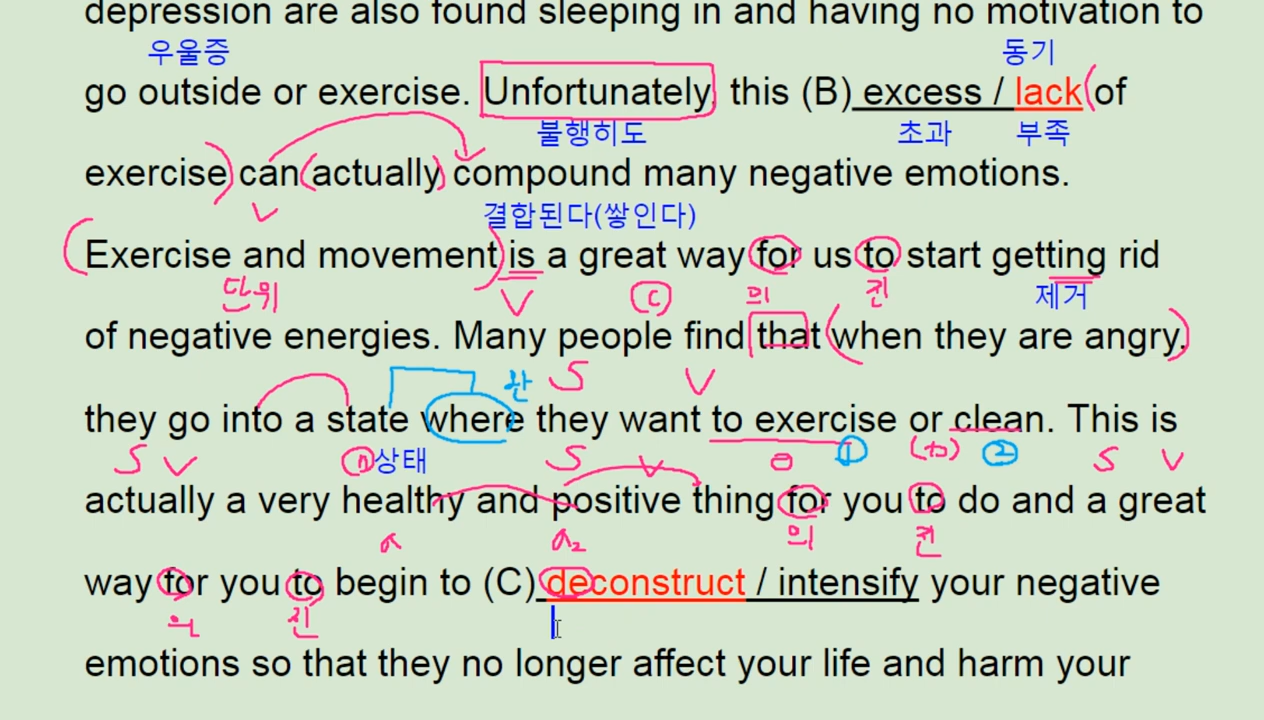 depression are also found sleeping in and having no motivation to
우울증 동기
go outside or exercise. Unfortunately, this (B) excess / lack of
불행히도 초과 부족
exercise can actually compound many negative emotions.
V 결합된다(쌓인다)
Exercise and movement is a great way for us to start getting rid
단위 V C 의 진 제거
of negative energies. Many people find that when they are angry,
S V
they go into a state where they want to exercise or clean. This is
S V n 상태 S V O ① (to) ② S V
actually a very healthy and positive thing for you to do and a great
a a2 의 진
way for you to begin to (C) deconstruct / intensify your negative
의 진
emotions so that they no longer affect your life and harm your